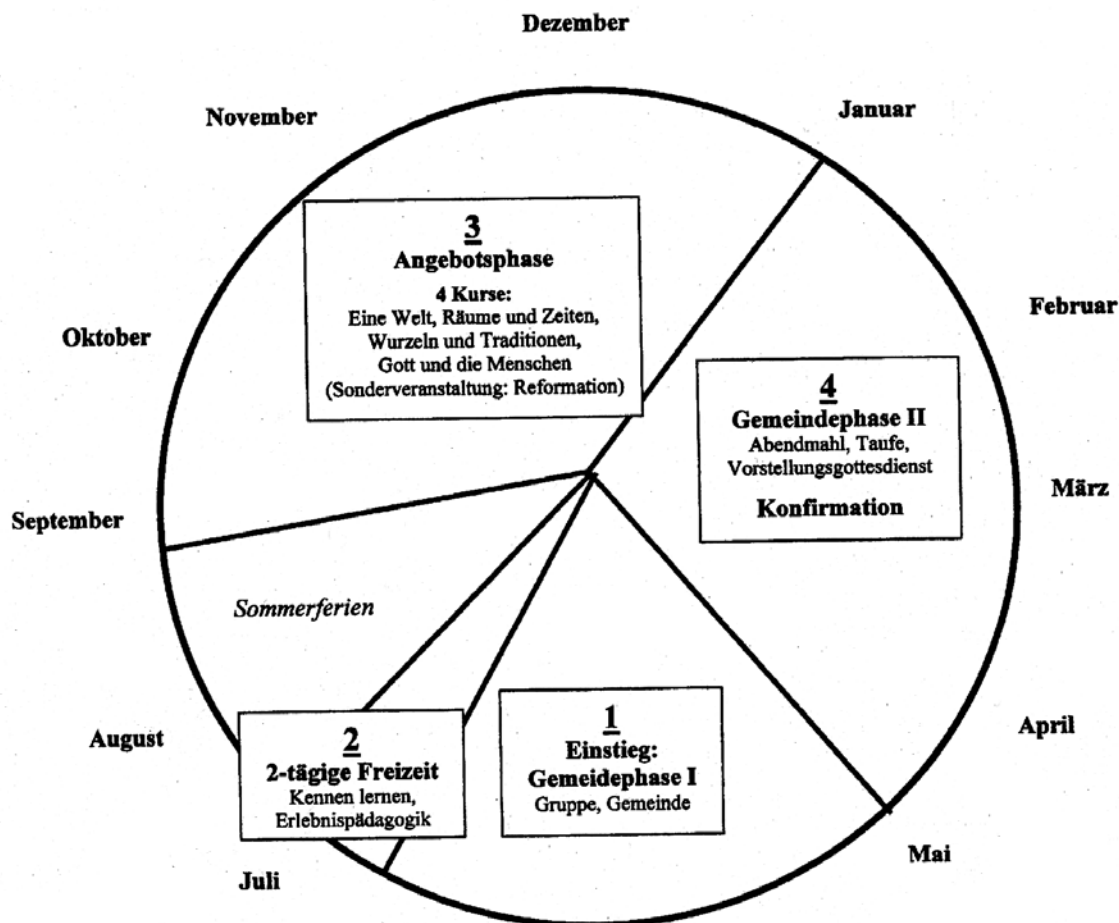 Dezember
November
Januar
3
Angebotsphase
4 Kurse:
Eine Welt, Räume und Zeiten,
Wurzeln und Traditionen,
Gott und die Menschen
(Sonderveranstaltung: Reformation)
Oktober
Februar
4
Gemeindephase II
Abendmahl, Taufe,
Vorstellungsgottesdienst
Konfirmation
März
September
Sommerferien
August
April
2
2-tägige Freizeit
Kennen lernen,
Erlebnispädagogik
1
Einstieg:
Gemeidephase I
Gruppe, Gemeinde
Juli
Mai